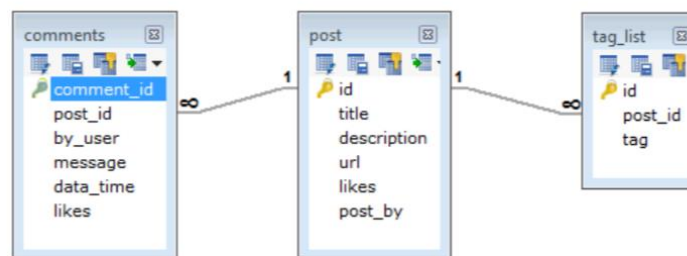 comments
comment_id
post_id
by_user
message
data_time
likes
∞
1
post
id
title
description
url
likes
post_by
1
∞
tag_list
id
post_id
tag